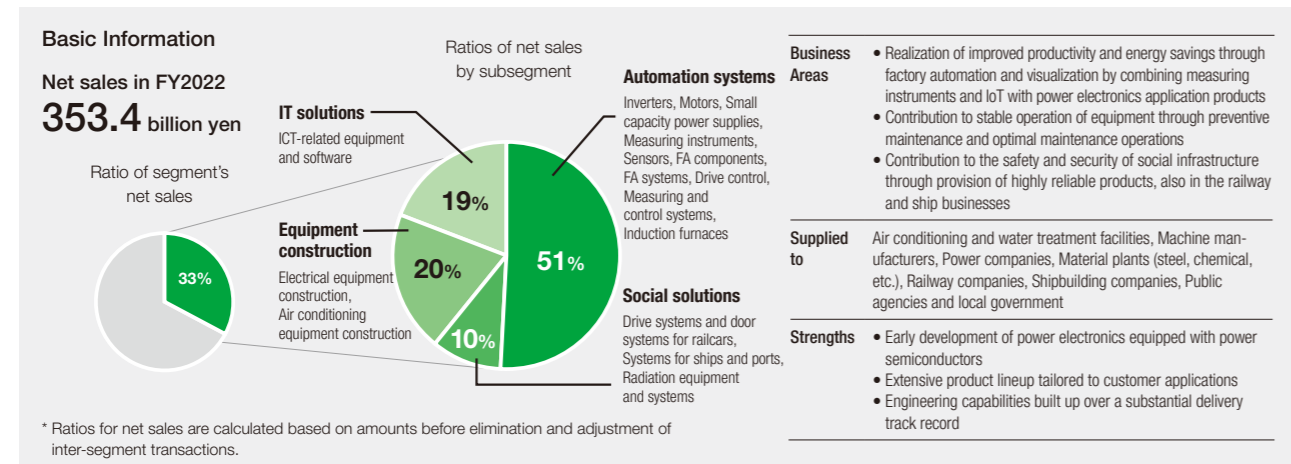 Basic Information
Net sales in FY2022
353.4 billion yen
Ratio of segment's
net sales
33%
Ratios of net sales
by subsegment
IT solutions
ICT-related equipment
and software
Equipment
construction
Electrical equipment
construction,
Air conditioning
equipment construction
19%
20%
10%
51%
Automation systems
Inverters, Motors, Small
capacity power supplies,
Measuring instruments,
Sensors, FA components,
FA systems, Drive control,
Measuring and
control systems,
Induction furnaces
Social solutions
Drive systems and door
systems for railcars,
Systems for ships and ports,
Radiation equipment
and systems
* Ratios for net sales are calculated based on amounts before elimination and adjustment of
inter-segment transactions.
Business
Areas
• Realization of improved productivity and energy savings through
factory automation and visualization by combining measuring
instruments and IoT with power electronics application products
• Contribution to stable operation of equipment through preventive
maintenance and optimal maintenance operations
• Contribution to the safety and security of social infrastructure
through provision of highly reliable products, also in the railway
and ship businesses
Supplied
to
Air conditioning and water treatment facilities, Machine man-
ufacturers, Power companies, Material plants (steel, chemical,
etc.), Railway companies, Shipbuilding companies, Public
agencies and local government
Strengths
• Early development of power electronics equipped with power
semiconductors
• Extensive product lineup tailored to customer applications
• Engineering capabilities built up over a substantial delivery
track record